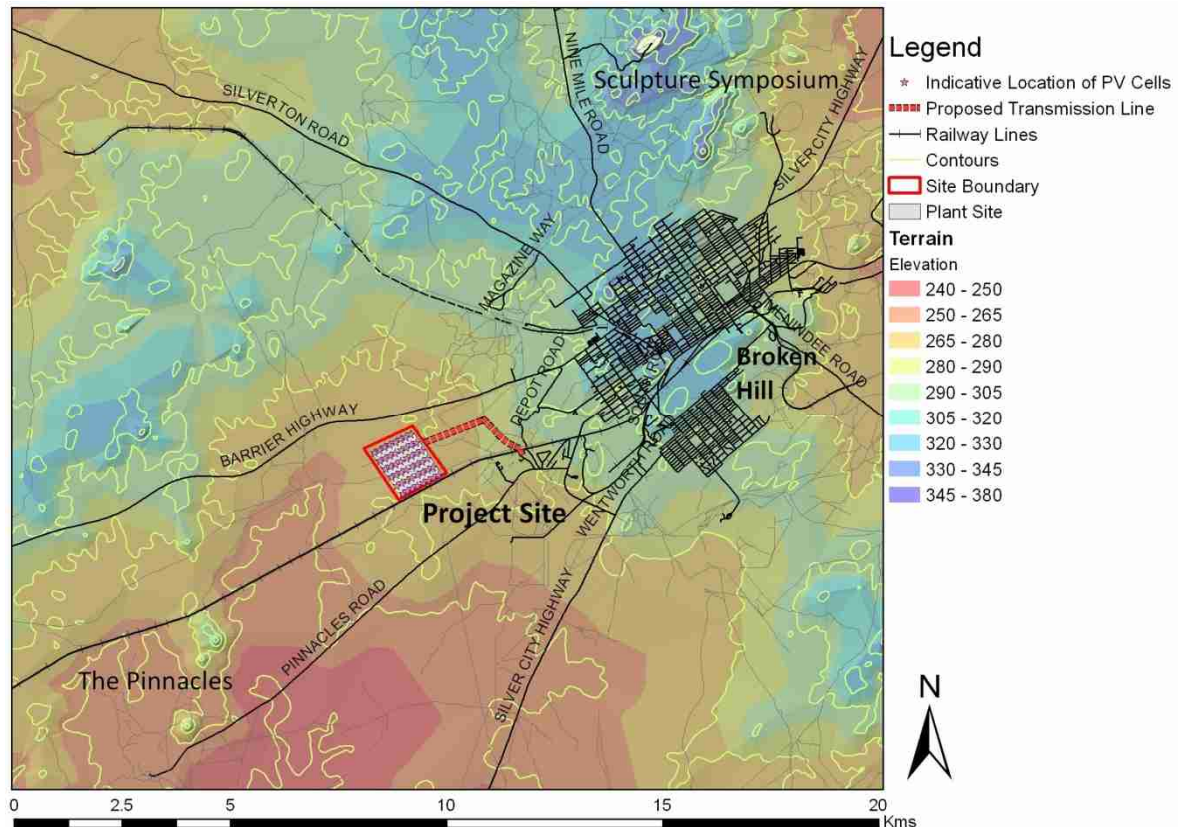 Sculpture Symposium
NINE MILE ROAD
SILVER CITY HIGHWAY
SILVERTON ROAD
MAGAZINE WAY
DEPOT ROAD
BARRIER HIGHWAY
Broken
Hill
WENTWORTH ROAD
Project Site
PINNACLES ROAD
SILVER CITY HIGHWAY
The Pinnacles
0
2.5
5
10
15
20
Kms
Legend
Indicative Location of PV Cells
Proposed Transmission Line
Railway Lines
Contours
Site Boundary
Plant Site
Terrain
Elevation
240 - 250
250 - 265
265 - 280
280 - 290
290 - 305
305 - 320
320 - 330
330 - 345
345 - 380
N